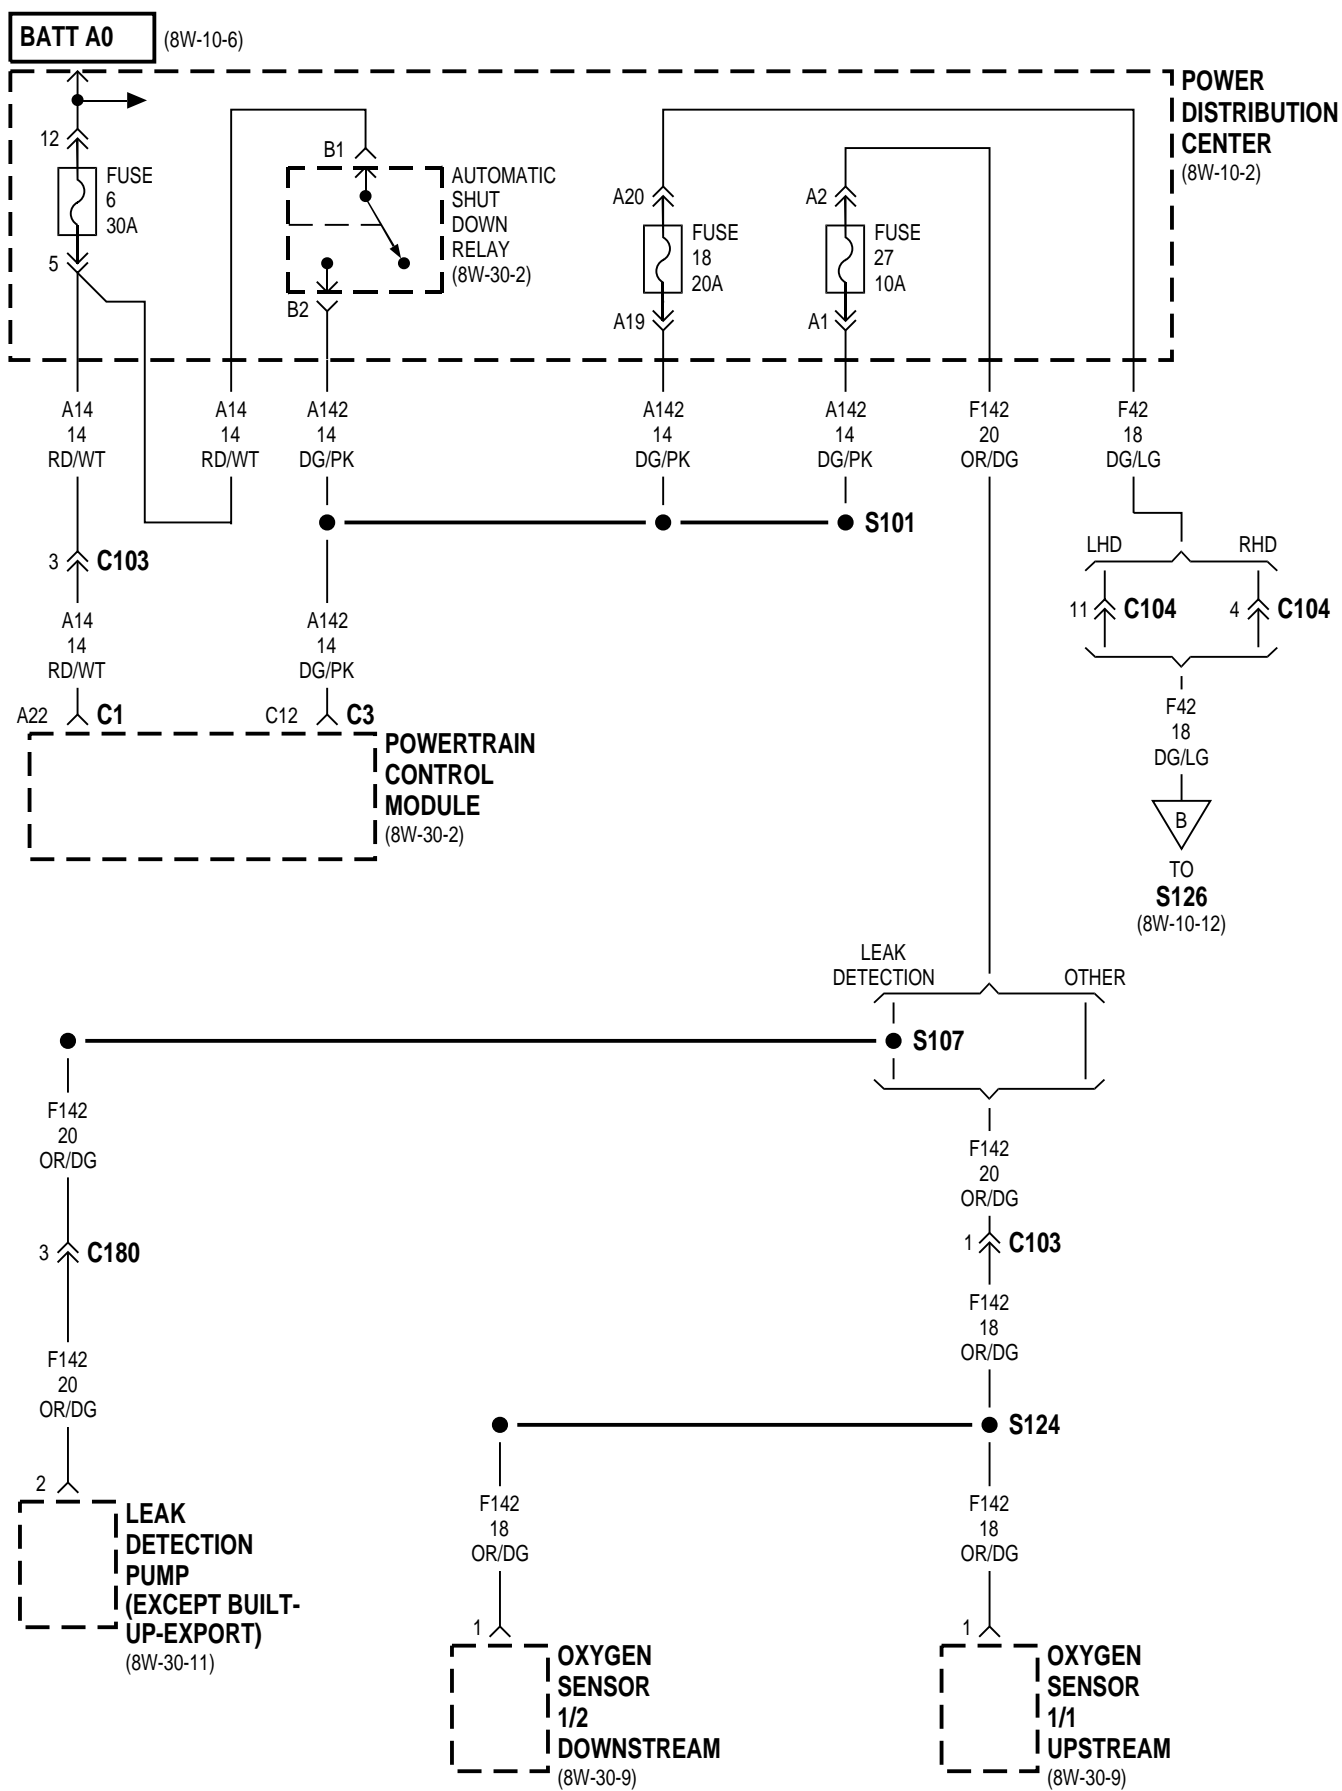 BATT A0 (8W-10-6)
POWER
DISTRIBUTION
CENTER
(8W-10-2)
12
FUSE
6
30A
5
B1
AUTOMATIC
SHUT
DOWN
RELAY
(8W-30-2)
B2
A20
FUSE
18
20A
A19
A2
FUSE
27
10A
A1
A14
14
RD/WT
A14
14
RD/WT
A142
14
DG/PK
A142
14
DG/PK
A142
14
DG/PK
F142
20
OR/DG
F42
18
DG/LG
S101
3 C103
LHD RHD
11 C104 4 C104
A14
14
RD/WT
A142
14
DG/PK
A22 C1 C12 C3
POWERTRAIN
CONTROL
MODULE
(8W-30-2)
F42
18
DG/LG
B
TO
S126
(8W-10-12)
LEAK
DETECTION
OTHER
S107
F142
20
OR/DG
F142
20
OR/DG
3 C180
1 C103
F142
18
OR/DG
F142
20
OR/DG
S124
2
LEAK
DETECTION
PUMP
(EXCEPT BUILT-
UP-EXPORT)
(8W-30-11)
F142
18
OR/DG
F142
18
OR/DG
1
OXYGEN
SENSOR
1/2
DOWNSTREAM
(8W-30-9)
1
OXYGEN
SENSOR
1/1
UPSTREAM
(8W-30-9)